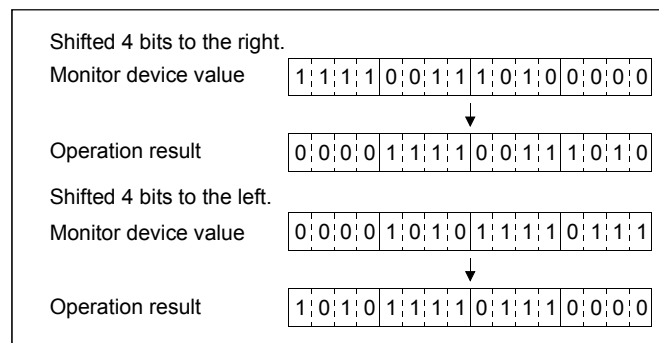 Shifted 4 bits to the right.
Monitor device value 1 1 1 1 0 0 1 1 1 0 1 0 0 0 0 0
Operation result 0 0 0 0 1 1 1 1 0 0 1 1 1 0 1 0
Shifted 4 bits to the left.
Monitor device value 0 0 0 0 1 0 1 0 1 1 1 1 0 1 1 1
Operation result 1 0 1 0 1 1 1 1 0 1 1 1 0 0 0 0